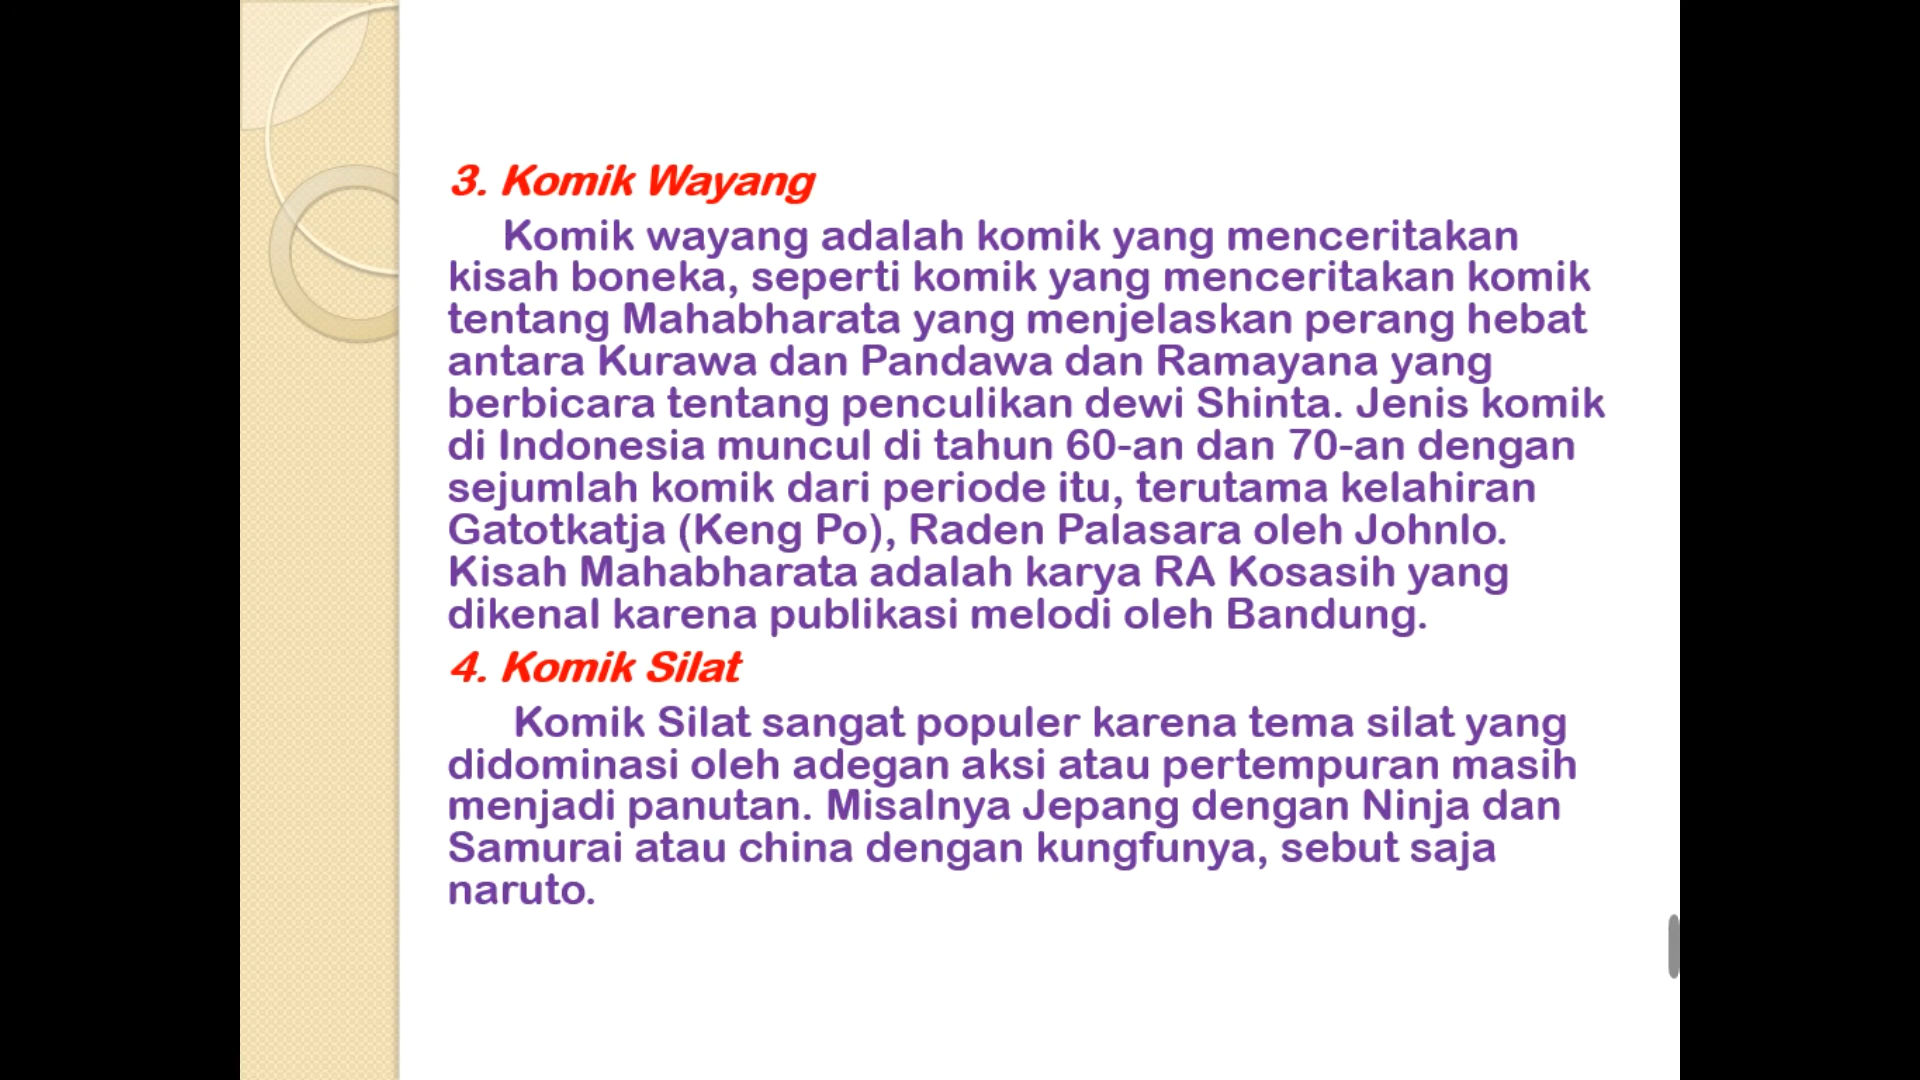 3. Komik Wayang
Komik wayang adalah komik yang menceritakan
kisah boneka, seperti komik yang menceritakan komik
tentang Mahabharata yang menjelaskan perang hebat
antara Kurawa dan Pandawa dan Ramayana yang
berbicara tentang penculikan dewi Shinta. Jenis komik
di Indonesia muncul di tahun 60-an dan 70-an dengan
sejumlah komik dari periode itu, terutama kelahiran
Gatotkatja (Keng Po), Raden Palasara oleh Johnlo.
Kisah Mahabharata adalah karya RA Kosasih yang
dikenal karena publikasi melodi oleh Bandung.
4. Komik Silat
Komik Silat sangat populer karena tema silat yang
didominasi oleh adegan aksi atau pertempuran masih
menjadi panutan. Misalnya Jepang dengan Ninja dan
Samurai atau china dengan kungfunya, sebut saja
naruto.